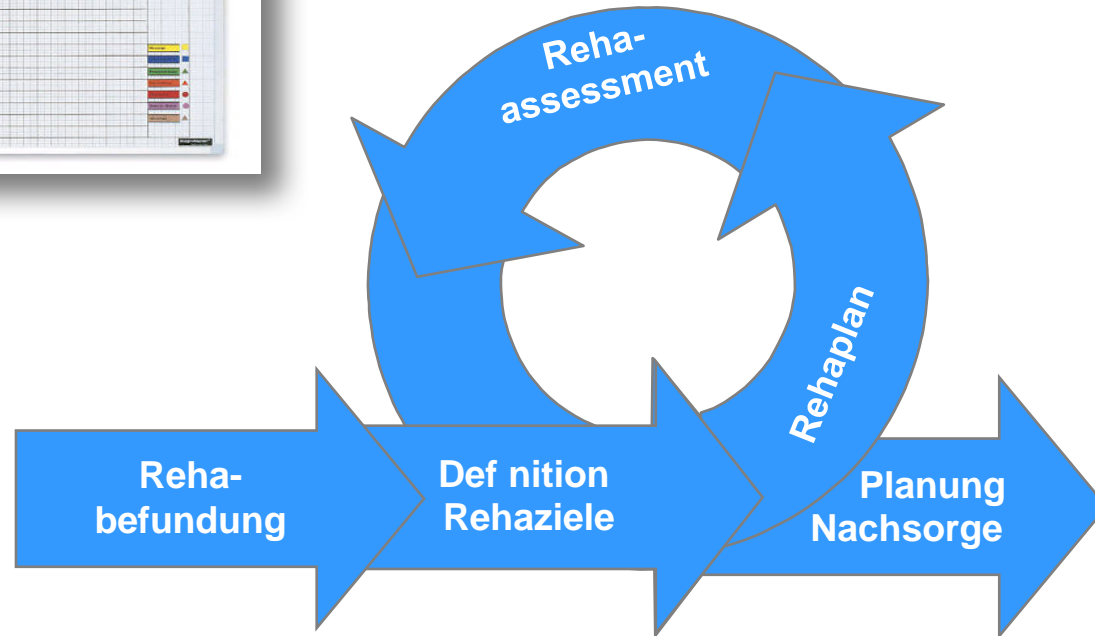 Reha-
assessment
Rehaplan
Reha-
befundung
Def nition
Rehaziele
Planung
Nachsorge